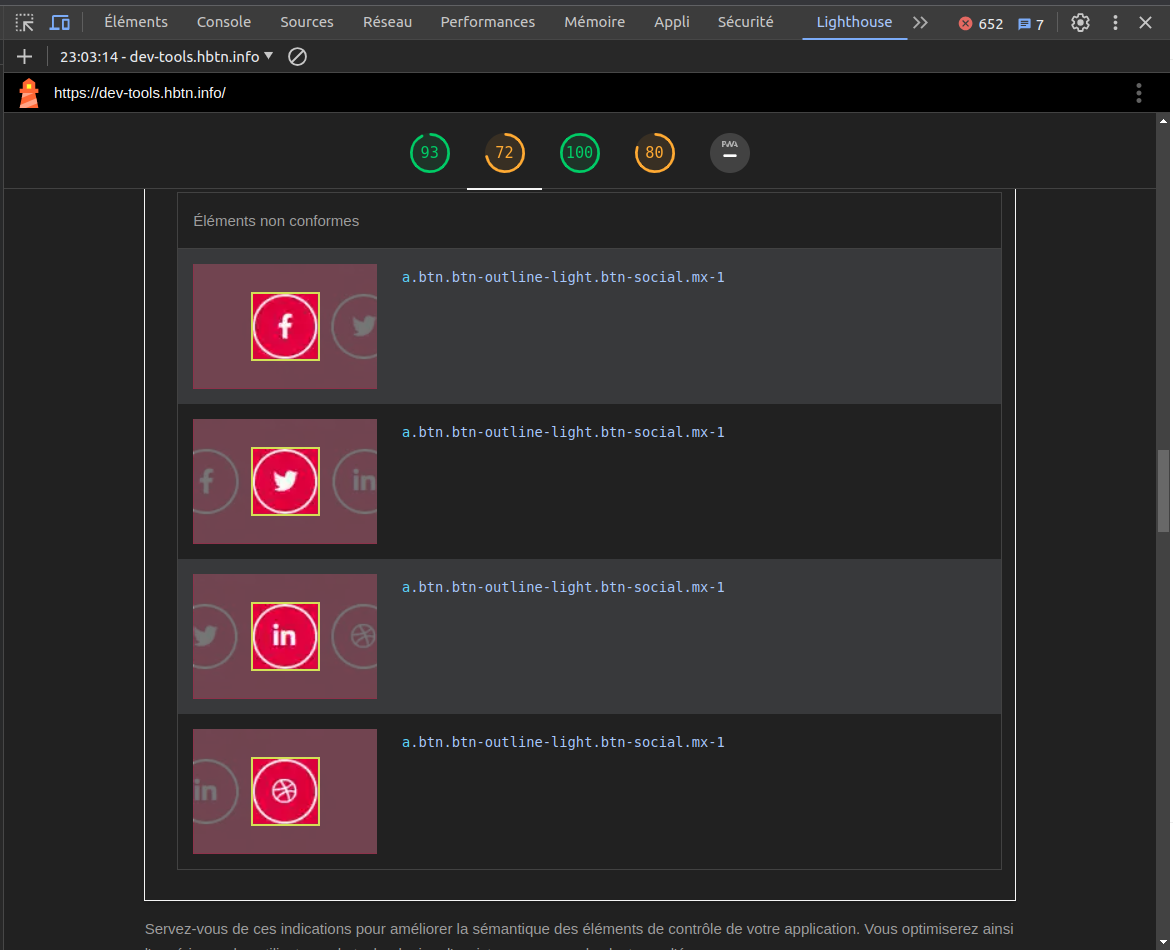 Éléments Console Sources Réseau Performances Mémoire Appli Sécurité Lighthouse 652 7
23:03:14 - dev-tools.hbtn.info
https://dev-tools.hbtn.info/
93 72 100 80 PWA
Éléments non conformes
a.btn.btn-outline-light.btn-social.mx-1
f
a.btn.btn-outline-light.btn-social.mx-1
f in
a.btn.btn-outline-light.btn-social.mx-1
in
a.btn.btn-outline-light.btn-social.mx-1
in
Servez-vous de ces indications pour améliorer la sémantique des éléments de contrôle de votre application. Vous optimiserez ainsi